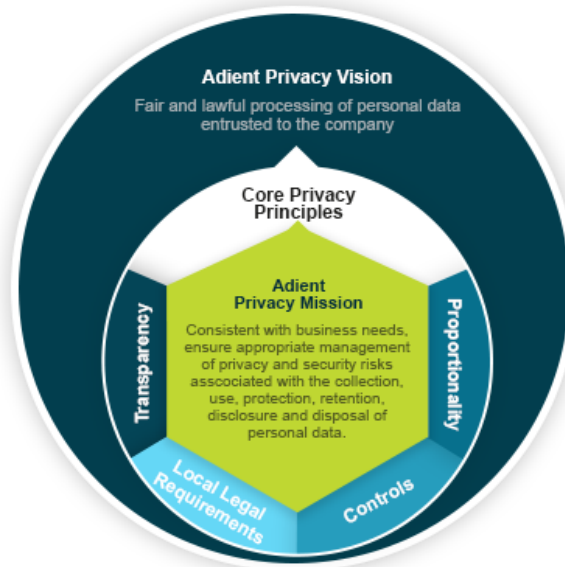 Adient Privacy Vision
Fair and lawful processing of personal data
entrusted to the company
Core Privacy
Principles
Adient
Privacy Mission
Consistent with business needs,
ensure appropriate management
of privacy and security risks
asscociated with the collection,
use, protection, retention,
disclosure and disposal of
personal data.
Transparency
Proportionality
Local Legal
Requirements
Controls